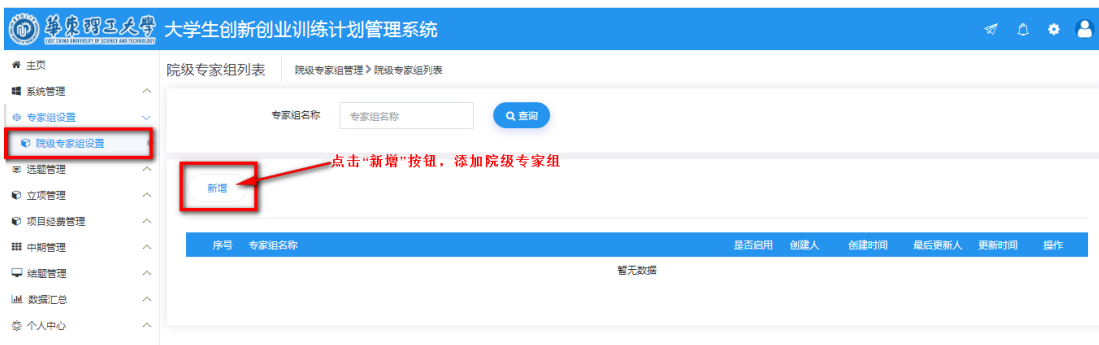 華東理工大學 大学生创新创业训练计划管理系统
EAST CHINA UNIVERSITY OF SCIENCE AND TECHNOLOGY
主页
院级专家组列表 院级专家组管理 > 院级专家组列表
系统管理
专家组设置
专家组名称 专家组名称 查询
院级专家组设置
点击“新增”按钮，添加院级专家组
选题管理
新增
立项管理
项目经费管理
中期管理
序号 专家组名称 是否启用 创建人 创建时间 最后更新人 更新时间 操作
结题管理
暂无数据
数据汇总
个人中心